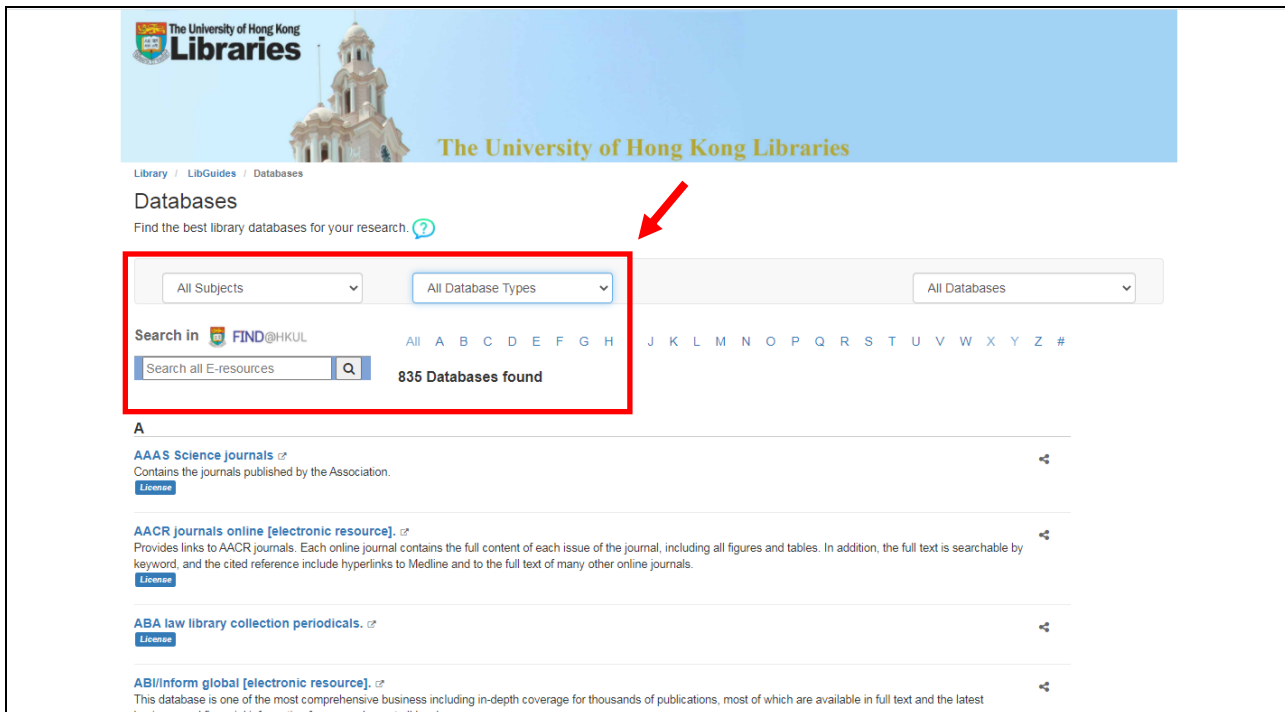 The University of Hong Kong
Libraries
The University of Hong Kong Libraries
Library / LibGuides / Databases
Databases
Find the best library databases for your research. ?
All Subjects All Database Types All Databases
Search in FIND@HKUL
All A B C D E F G H J K L M N O P Q R S T U V W X Y Z #
Search all E-resources
835 Databases found
A
AAAS Science journals
Contains the journals published by the Association.
License
AACR journals online [electronic resource].
Provides links to AACR journals. Each online journal contains the full content of each issue of the journal, including all figures and tables. In addition, the full text is searchable by
keyword, and the cited reference include hyperlinks to Medline and to the full text of many other online journals.
License
ABA law library collection periodicals.
License
ABI/Inform global [electronic resource].
This database is one of the most comprehensive business including in-depth coverage for thousands of publications, most of which are available in full text and the latest